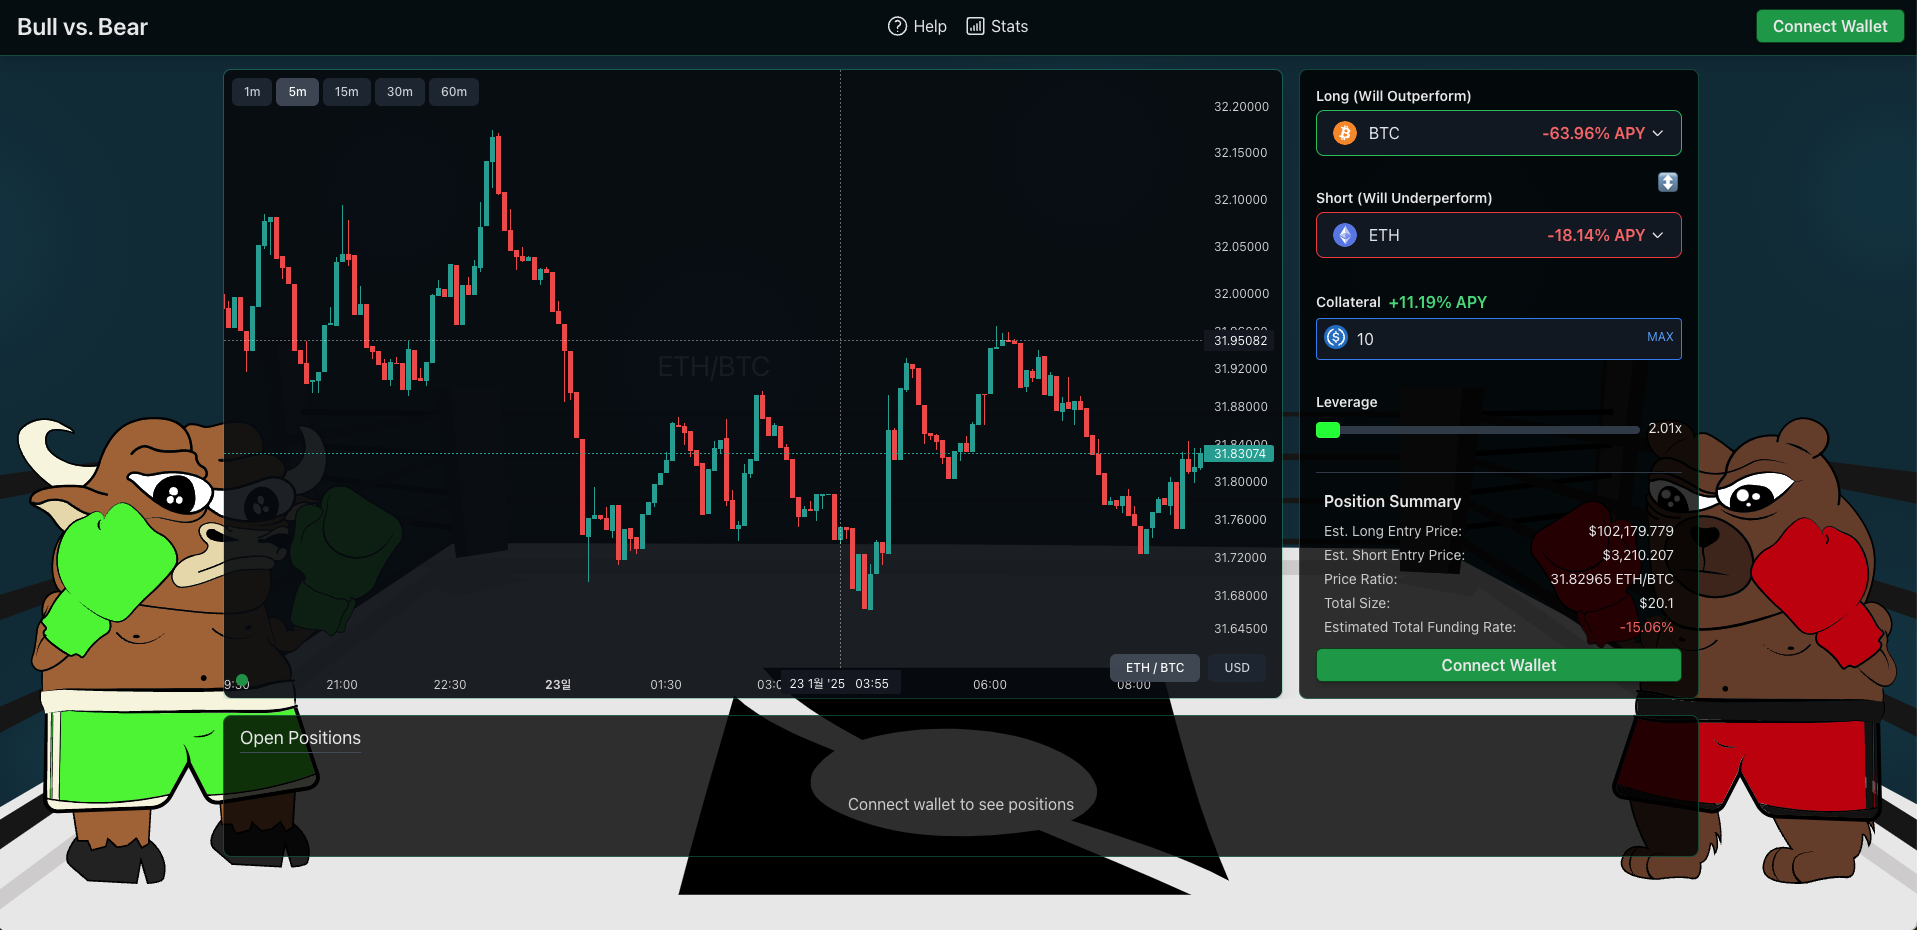 Bull vs. Bear
Help
Stats
Connect Wallet
1m
5m
15m
30m
60m
ETH/BTC
32.20000
32.15000
32.10000
32.05000
32.00000
31.95082
31.92000
31.88000
31.84000
31.83074
31.80000
31.76000
31.72000
31.68000
31.64500
ETH / BTC
USD
21:00
22:30
23일
01:30
23 1월 '25 03:55
06:00
08:00
Long (Will Outperform)
BTC
-63.96% APY
Short (Will Underperform)
ETH
-18.14% APY
Collateral +11.19% APY
10
MAX
Leverage
2.01x
Position Summary
Est. Long Entry Price: $102,179.779
Est. Short Entry Price: $3,210.207
Price Ratio: 31.82965 ETH/BTC
Total Size: $20.1
Estimated Total Funding Rate: -15.06%
Connect Wallet
Open Positions
Connect wallet to see positions